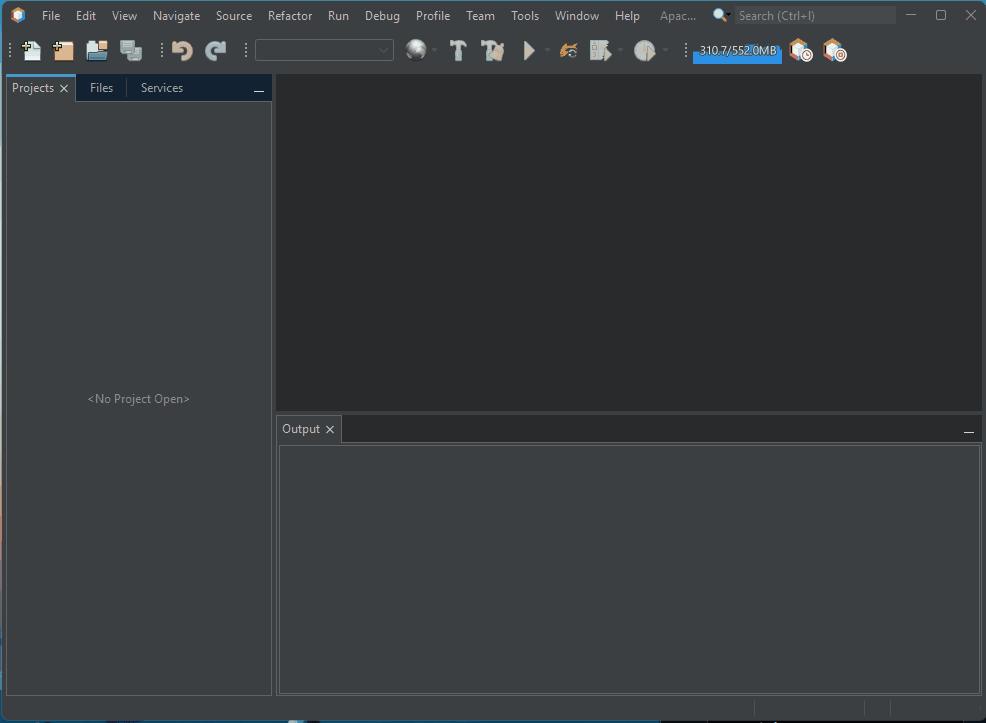 File Edit View Navigate Source Refactor Run Debug Profile Team Tools Window Help Apac... Search (Ctrl+I)
310.7/552.0MB
Projects Files Services
<No Project Open>
Output